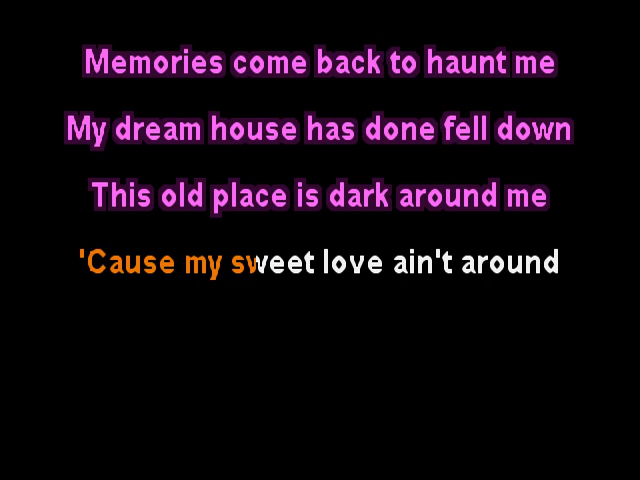 Memories come back to haunt me
My dream house has done fell down
This old place is dark around me
'Cause my sweet love ain't around